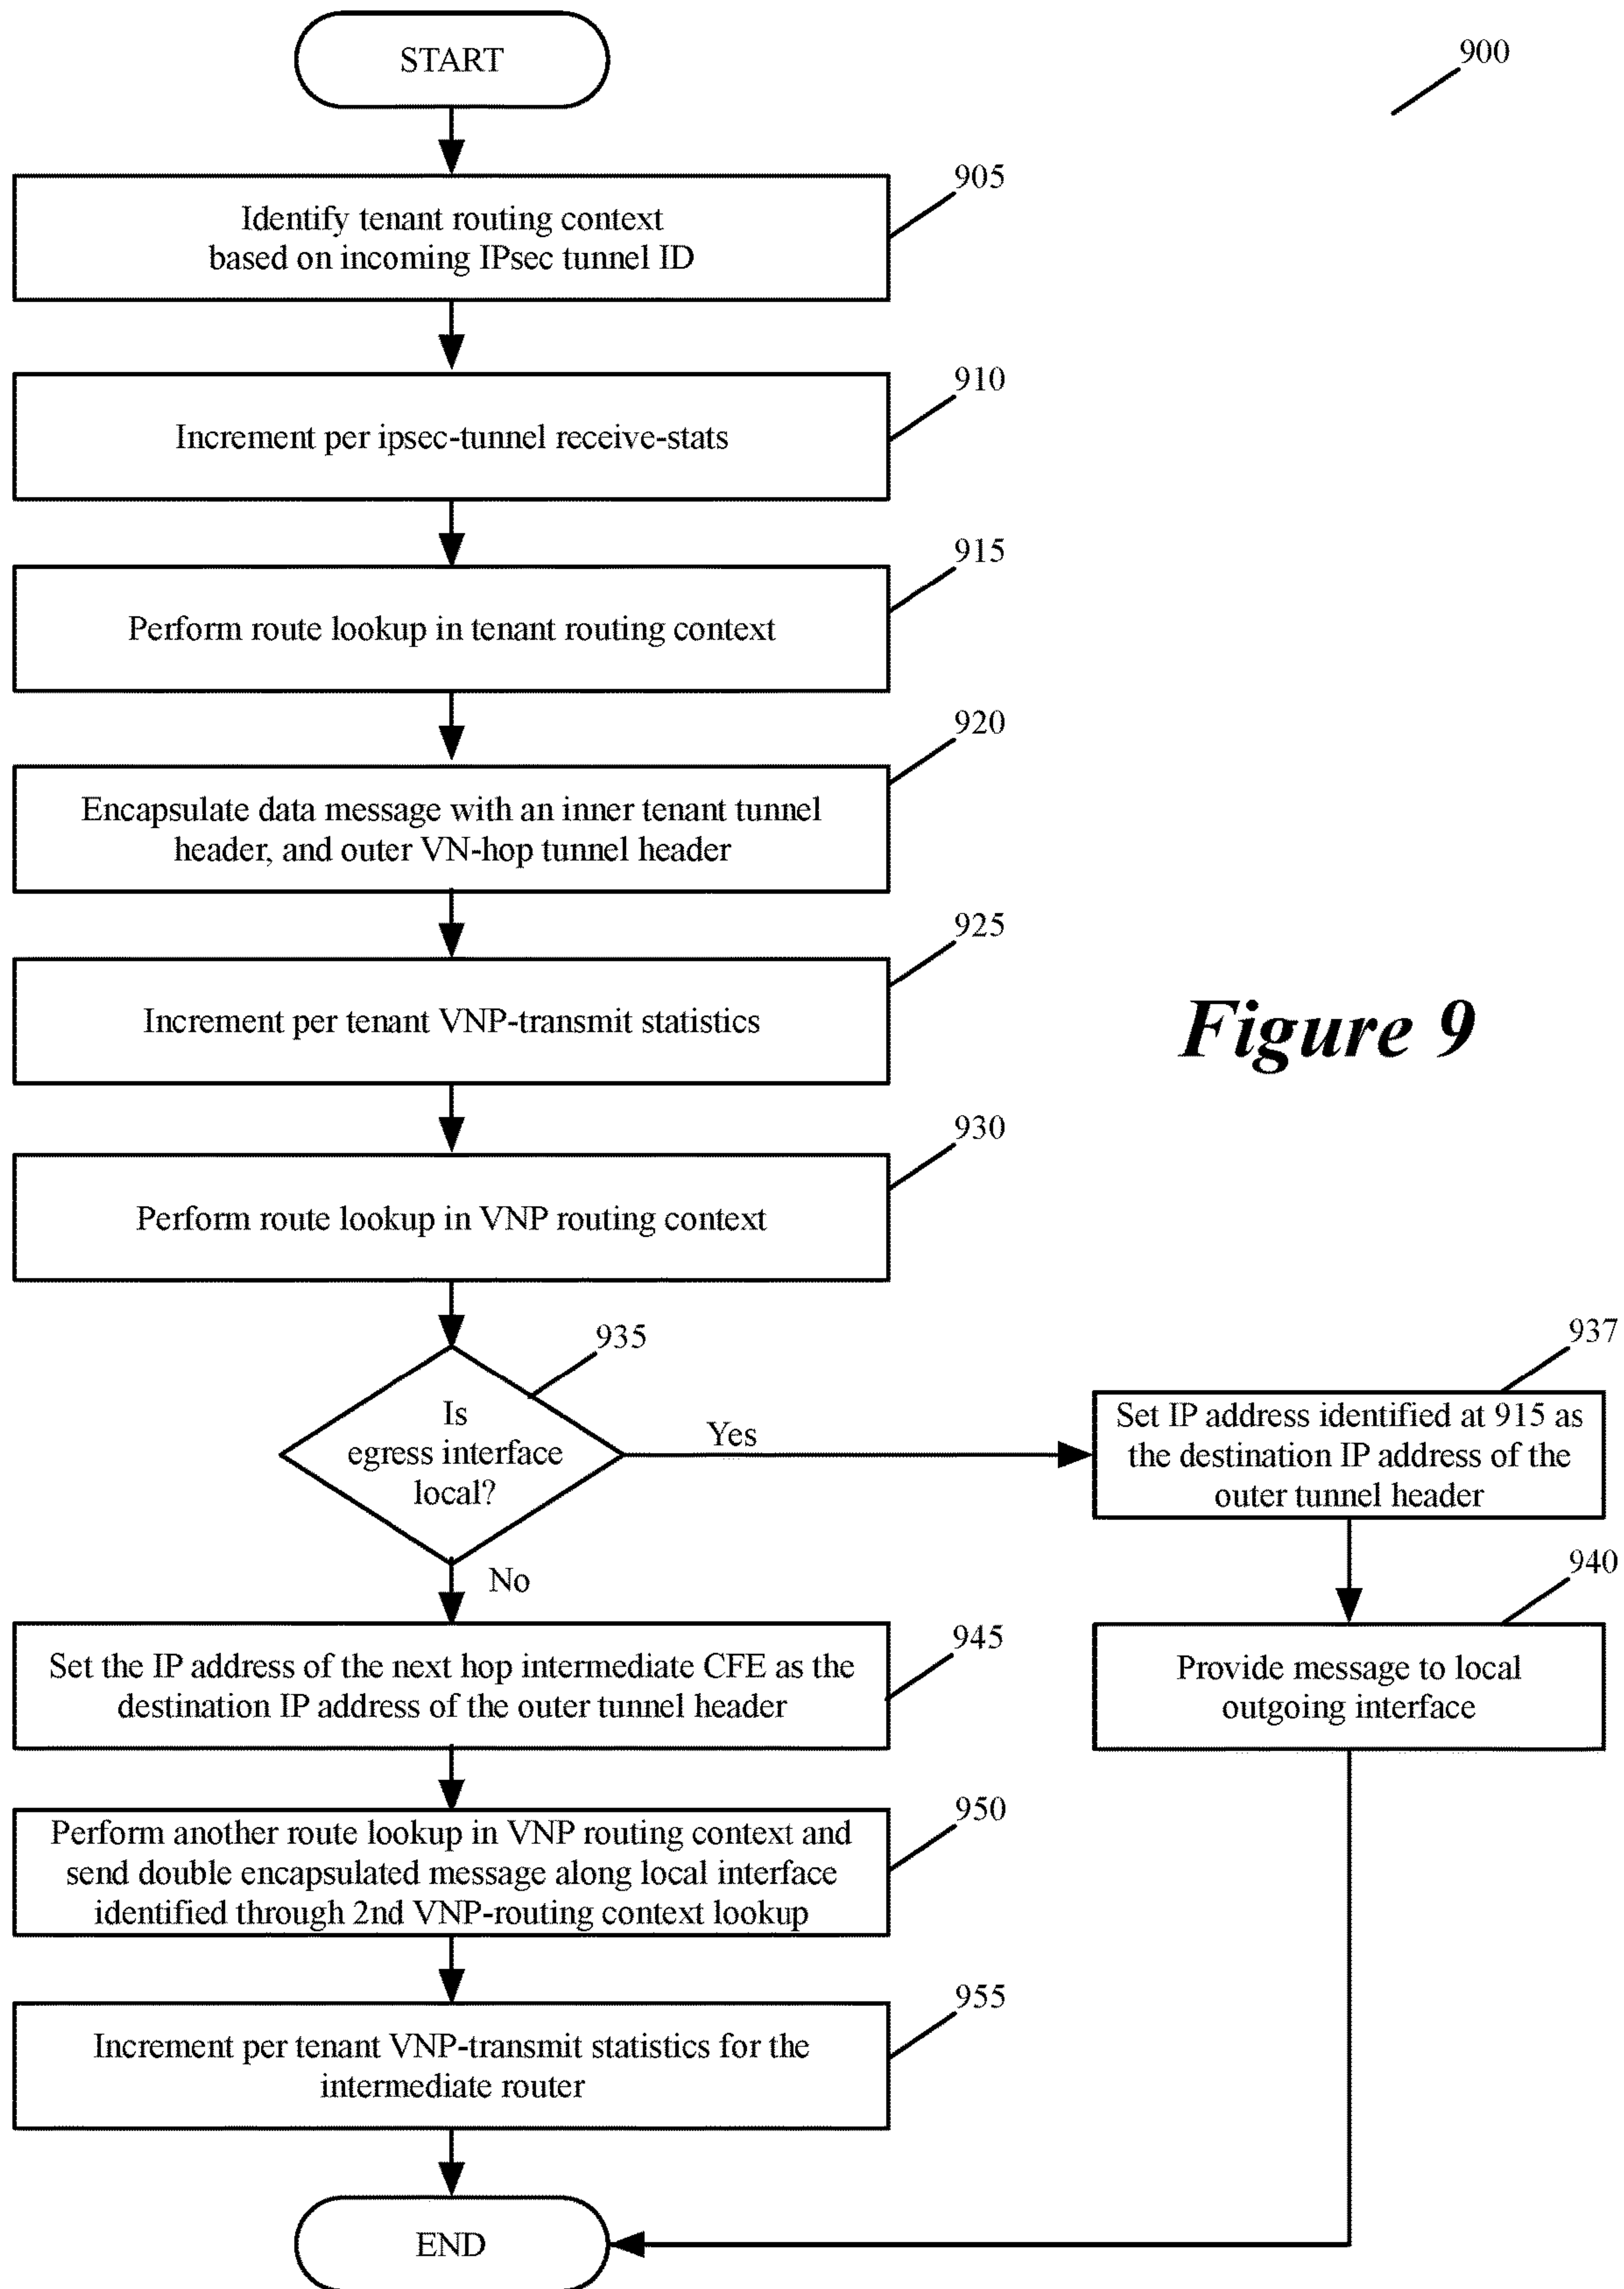 START
900
905
Identify tenant routing context
based on incoming IPsec tunnel ID
910
Increment per ipsec-tunnel receive-stats
915
Perform route lookup in tenant routing context
920
Encapsulate data message with an inner tenant tunnel
header, and outer VN-hop tunnel header
925
Increment per tenant VNP-transmit statistics
Figure 9
930
Perform route lookup in VNP routing context
935
Is
egress interface
local?
Yes
937
Set IP address identified at 915 as
the destination IP address of the
outer tunnel header
No
940
Provide message to local
outgoing interface
945
Set the IP address of the next hop intermediate CFE as the
destination IP address of the outer tunnel header
950
Perform another route lookup in VNP routing context and
send double encapsulated message along local interface
identified through 2nd VNP-routing context lookup
955
Increment per tenant VNP-transmit statistics for the
intermediate router
END